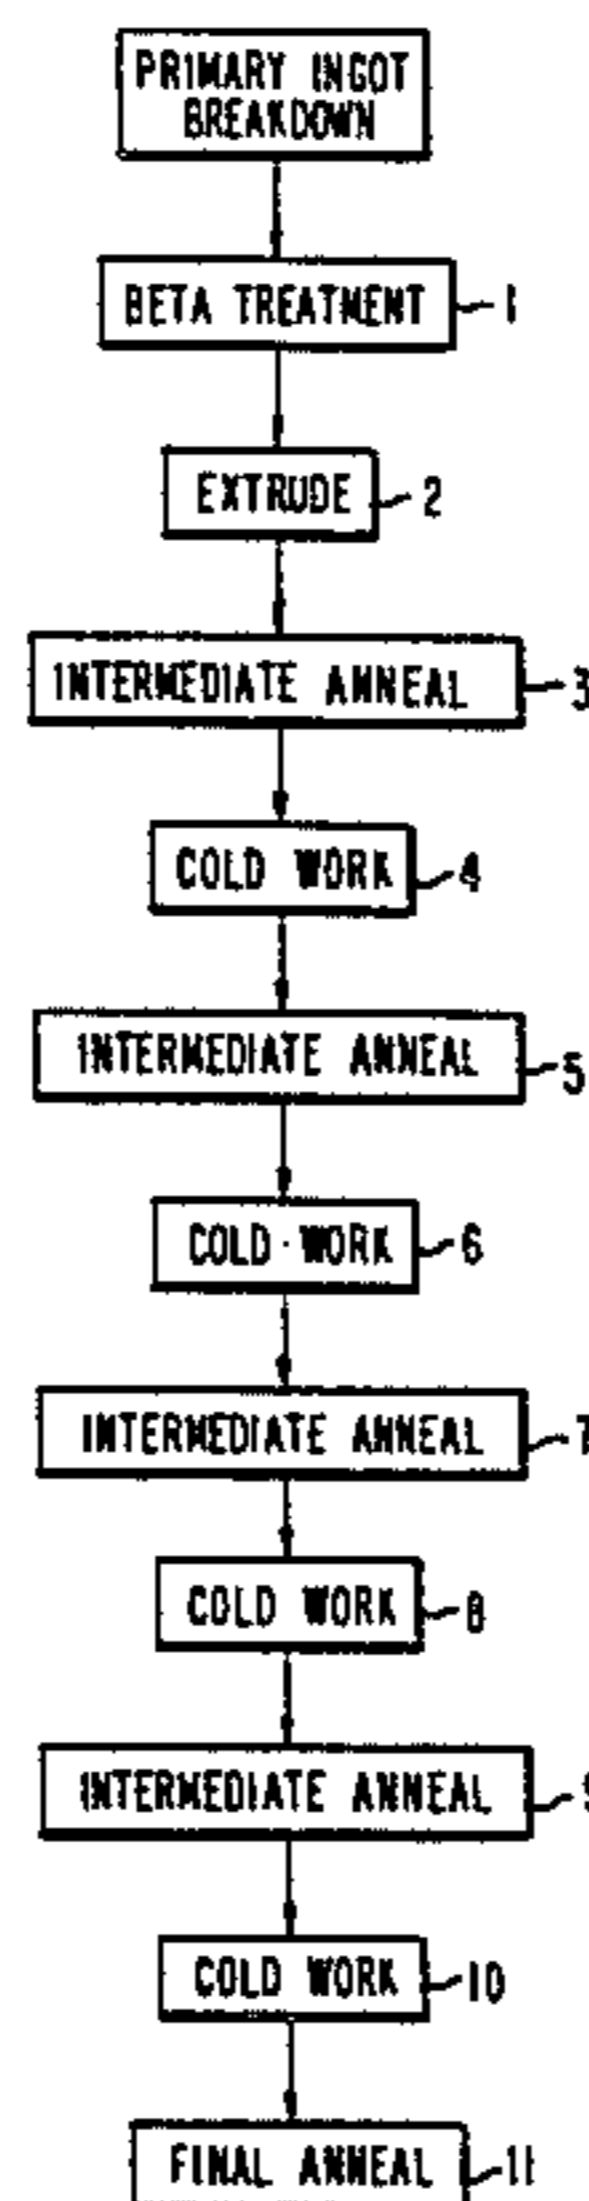 PRIMARY INGOT
BREAKDOWN
BETA TREATMENT
1
EXTRUDE
2
INTERMEDIATE ANNEAL
3
COLD WORK
4
INTERMEDIATE ANNEAL
5
COLD WORK
6
INTERMEDIATE ANNEAL
7
COLD WORK
8
INTERMEDIATE ANNEAL
9
COLD WORK
10
FINAL ANNEAL
11